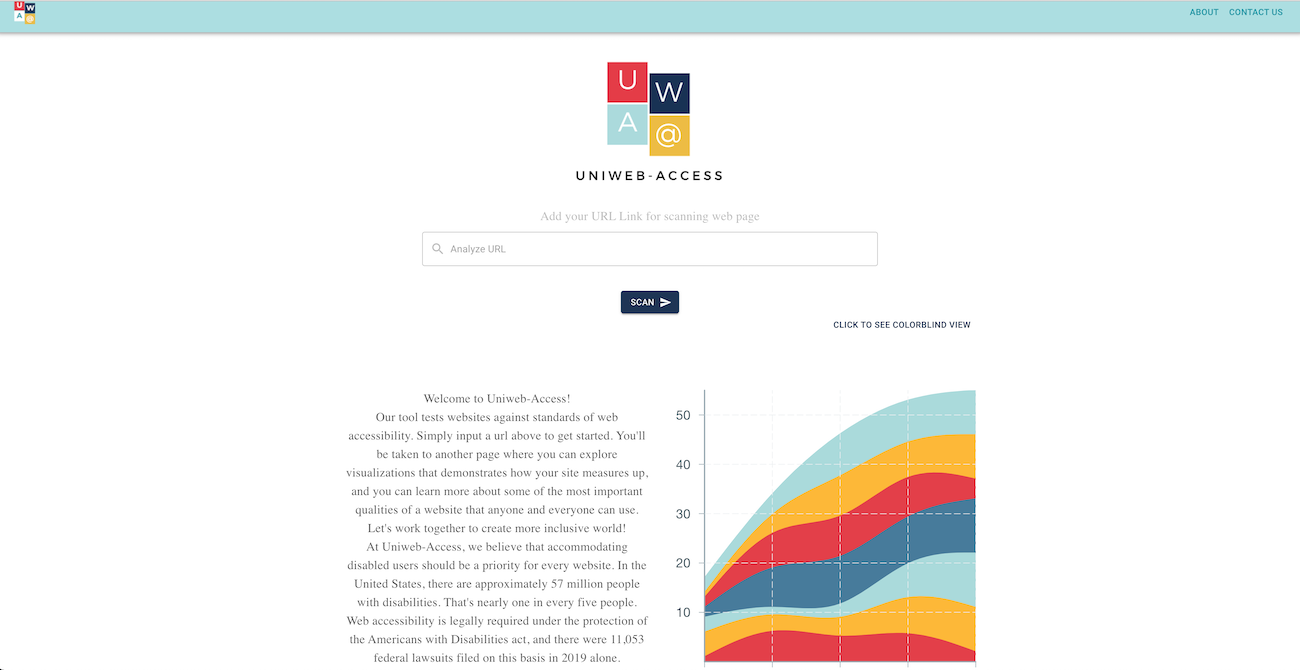 U W
A @
ABOUT CONTACT US
U W
A @
UNIWEB-ACCESS
Add your URL Link for scanning web page
Analyze URL
SCAN
CLICK TO SEE COLORBLIND VIEW
Welcome to Uniweb-Access!
Our tool tests websites against standards of web
accessibility. Simply input a url above to get started. You'll
be taken to another page where you can explore
visualizations that demonstrates how your site measures up,
and you can learn more about some of the most important
qualities of a website that anyone and everyone can use.
Let's work together to create more inclusive world!
At Uniweb-Access, we believe that accommodating
disabled users should be a priority for every website. In the
United States, there are approximately 57 million people
with disabilities. That's nearly one in every five people.
Web accessibility is legally required under the protection of
the Americans with Disabilities act, and there were 11,053
federal lawsuits filed on this basis in 2019 alone.
50
40
30
20
10